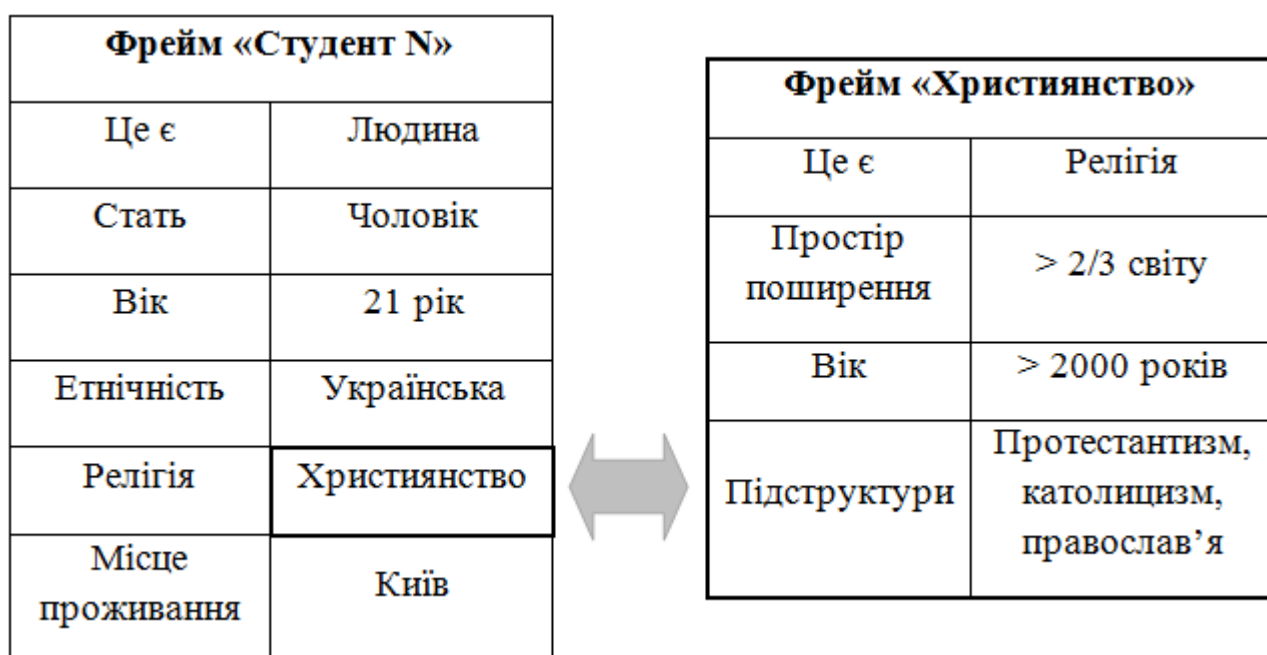 Фрейм «Студент N»
Це є Людина
Стать Чоловік
Вік 21 рік
Етнічність Українська
Релігія Християнство
Місце
проживання
Київ
Фрейм «Християнство»
Це є Релігія
Простір
поширення
> 2/3 світу
Вік > 2000 років
Підструктури
Протестантизм,
католицизм,
православ’я